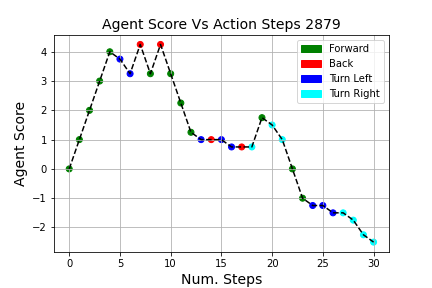 Agent Score Vs Action Steps 2879
Agent Score
4
3
2
1
0
−1
−2
Forward
Back
Turn Left
Turn Right
0 5 10 15 20 25 30
Num. Steps